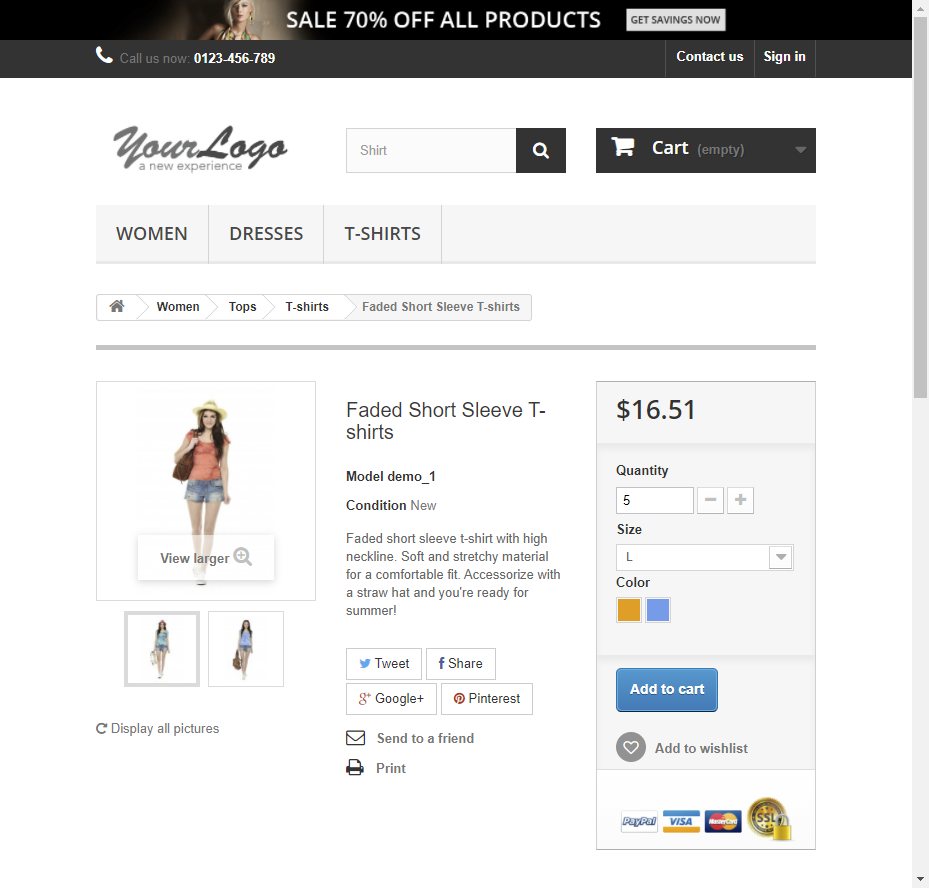 SALE 70% OFF ALL PRODUCTS GET SAVINGS NOW
Call us now: 0123-456-789
Contact us Sign in
YourLogo
a new experience
Shirt
Cart (empty)
WOMEN DRESSES T-SHIRTS
Women Tops T-shirts Faded Short Sleeve T-shirts
View larger
Display all pictures
Faded Short Sleeve T-
shirts
Model demo_1
Condition New
Faded short sleeve t-shirt with high
neckline. Soft and stretchy material
for a comfortable fit. Accessorize with
a straw hat and you're ready for
summer!
Tweet
Share
Google+
Pinterest
Send to a friend
Print
$16.51
Quantity
5
Size
L
Color
Add to cart
Add to wishlist
PayPal VISA MasterCard SSL